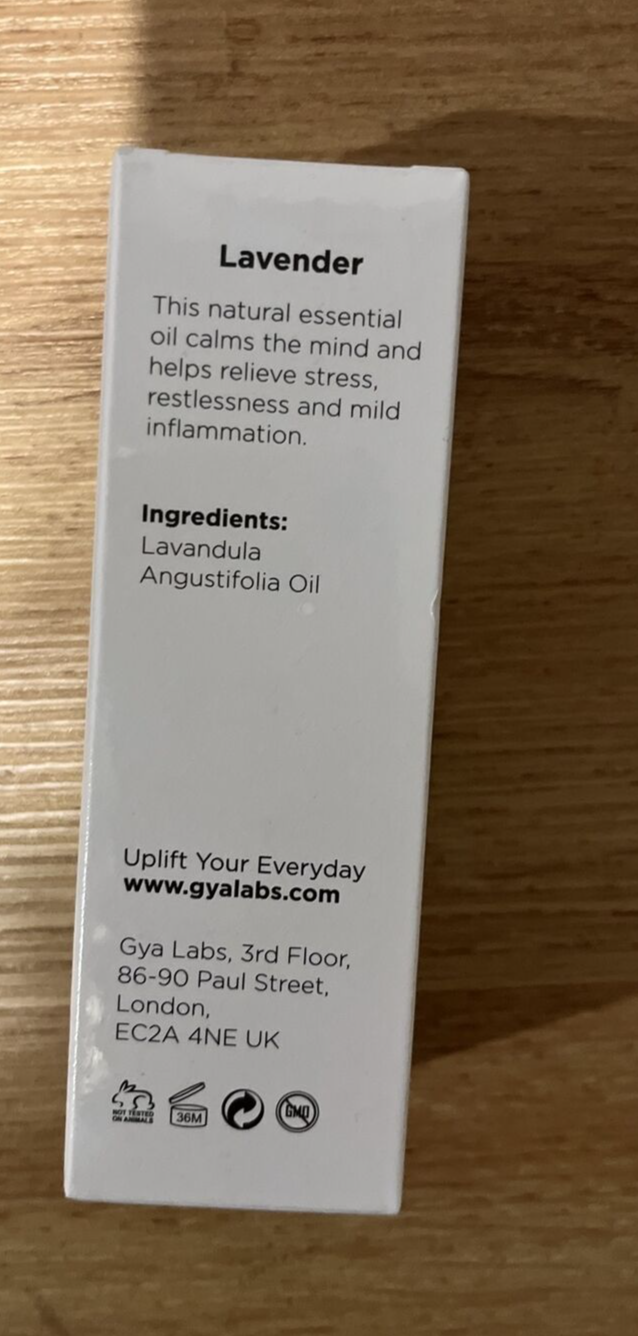 Lavender
This natural essential
oil calms the mind and
helps relieve stress,
restlessness and mild
inflammation.
Ingredients:
Lavandula
Angustifolia Oil
Uplift Your Everyday
www.gyalabs.com
Gya Labs, 3rd Floor,
86-90 Paul Street,
London,
EC2A 4NE UK
NOT TESTED
ON ANIMALS
36M
GMO